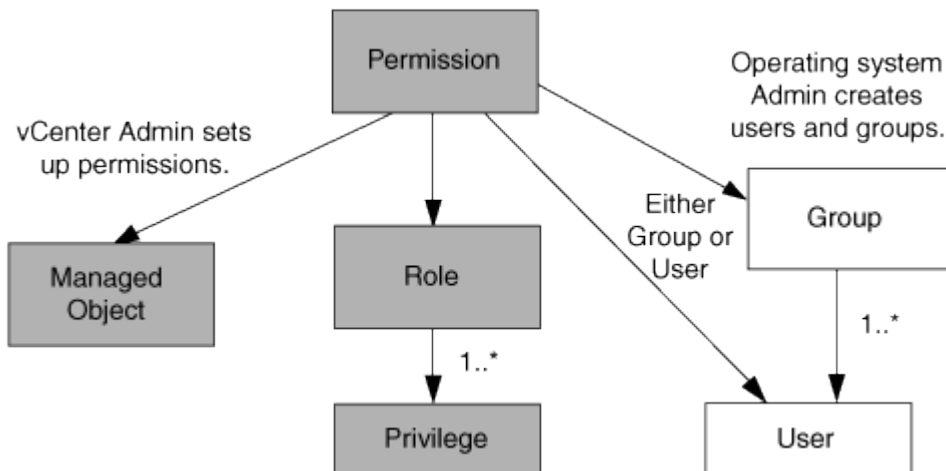 Permission
Operating system
Admin creates
users and groups.
vCenter Admin sets
up permissions.
Either
Group or
User
Group
Managed
Object
Role
1..*
1..*
Privilege
User